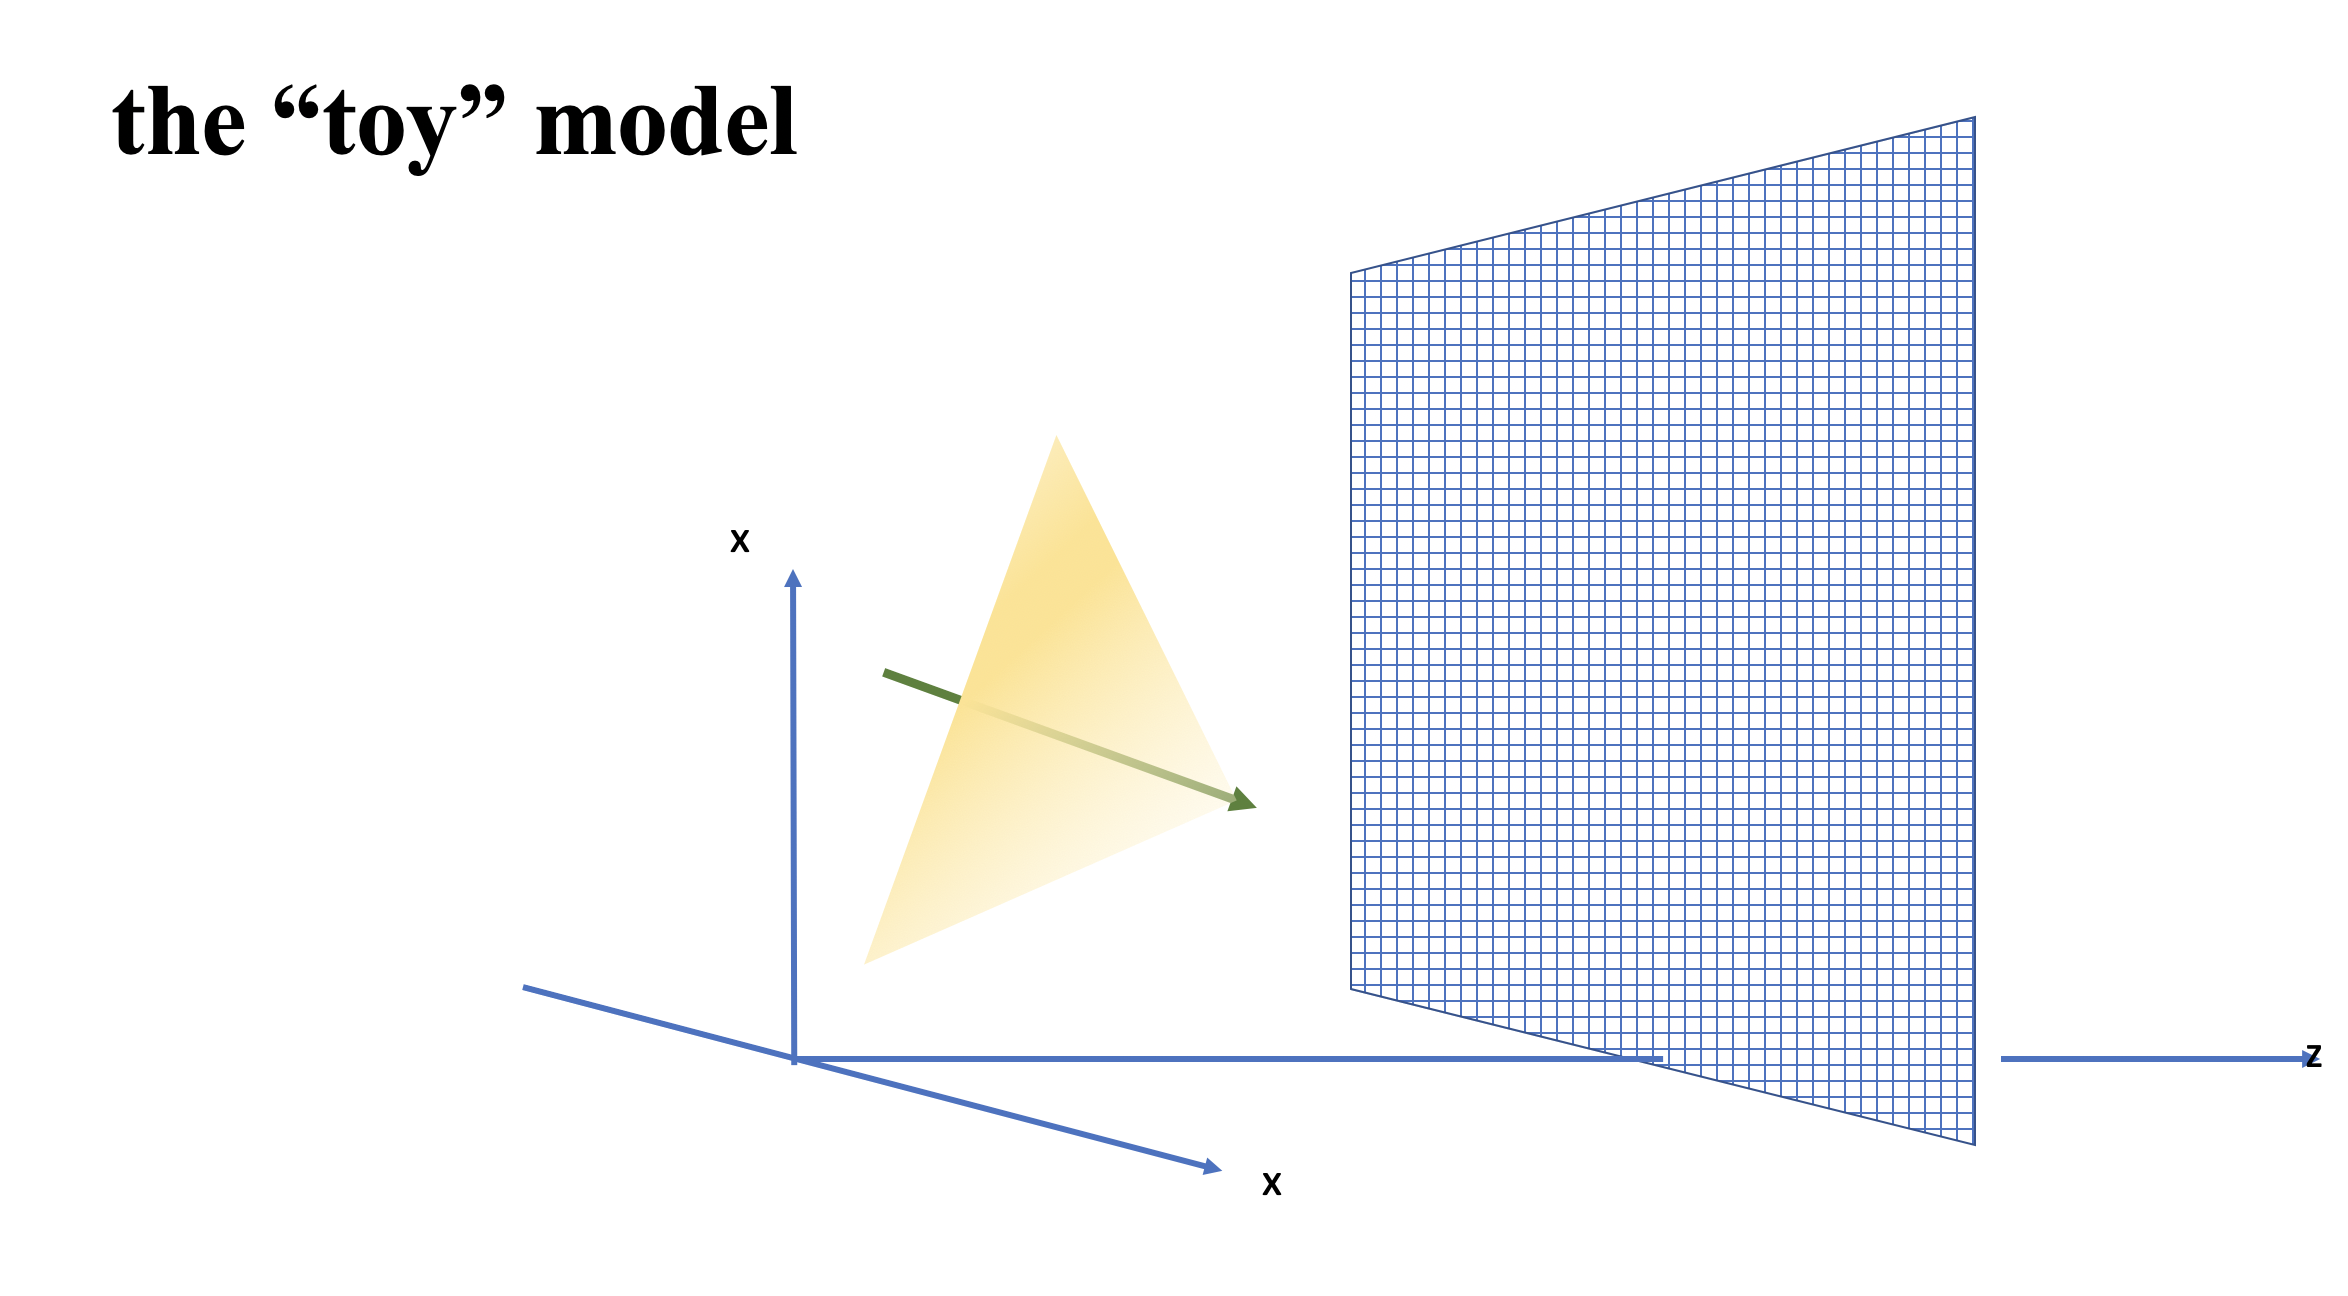 the “toy” model
x
z
x